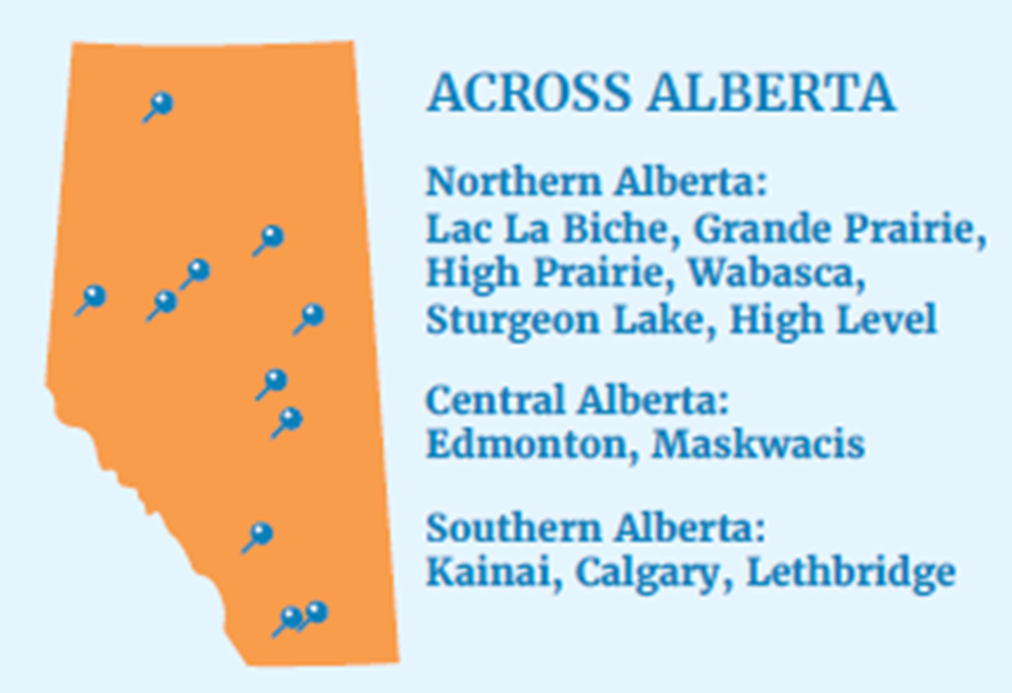 ACROSS ALBERTA
Northern Alberta:
Lac La Biche, Grande Prairie,
High Prairie, Wabasca,
Sturgeon Lake, High Level
Central Alberta:
Edmonton, Maskwacis
Southern Alberta:
Kainai, Calgary, Lethbridge